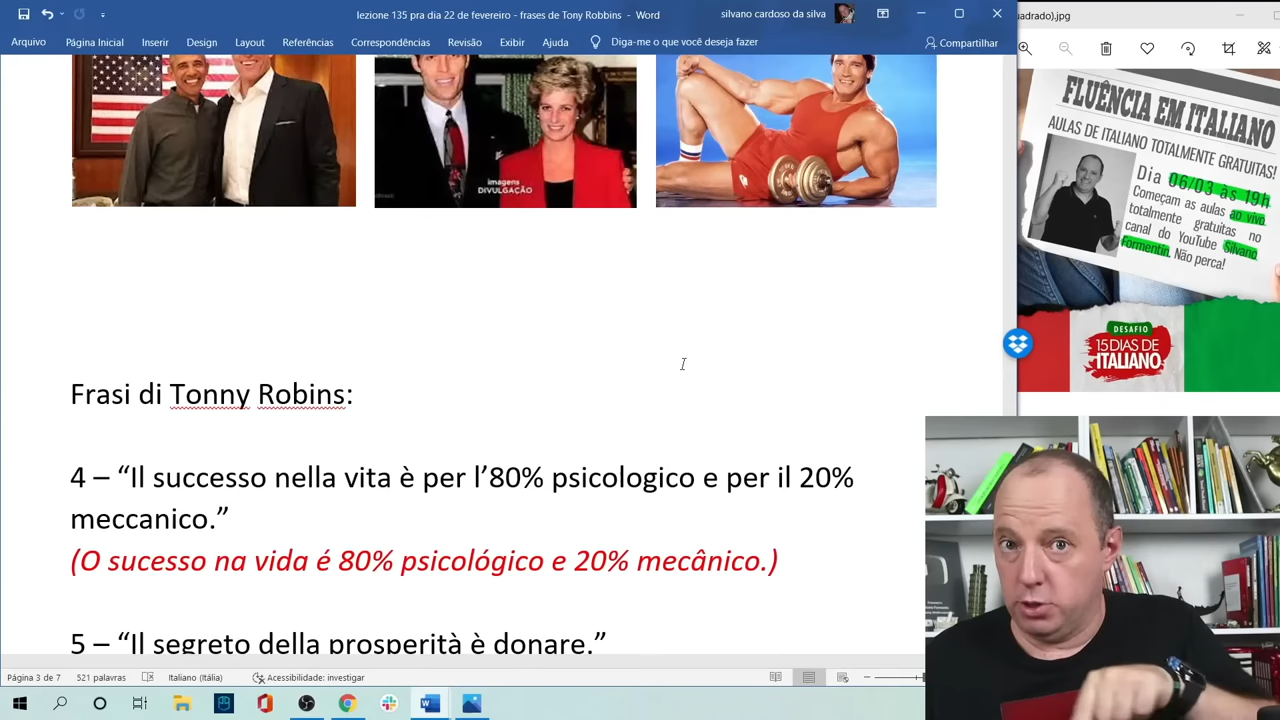 lezione 135 pra dia 22 de fevereiro - frases de Tony Robbins - Word
silvano cardoso da silva
Arquivo Página Inicial Inserir Design Layout Referências Correspondências Revisão Exibir Ajuda Diga-me o que você deseja fazer Compartilhar
imagens
DIVULGAÇÃO
Frasi di Tonny Robins:
4 – “Il successo nella vita è per l’80% psicologico e per il 20%
meccanico.”
(O sucesso na vida é 80% psicológico e 20% mecânico.)
5 – “Il segreto della prosperità è donare.”
Página 3 de 7 521 palavras Italiano (Itália) Acessibilidade: investigar
uadrado).jpg
FLUÊNCIA EM ITALIANO
AULAS DE ITALIANO TOTALMENTE GRATUITAS!
Dia 06/03 às 19h
Começam as aulas ao vivo
totalmente gratuitas no
canal do YouTube Silvano
Formentin. Não perca!
DESAFIO
15 DIAS DE
ITALIANO